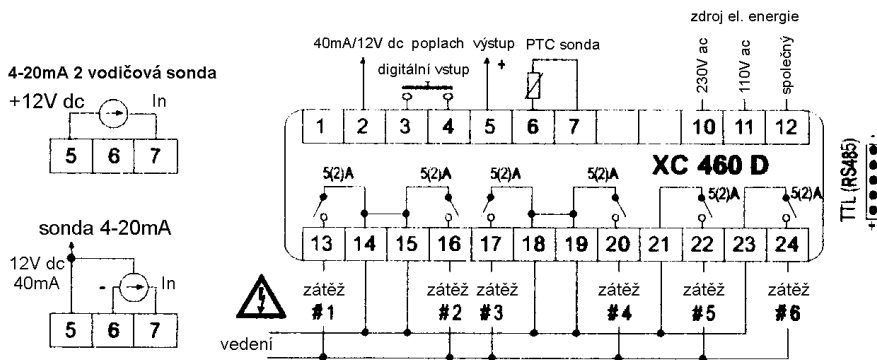 zdroj el. energie
40mA/12V dc poplach výstup PTC sonda
digitální vstup
+
230V ac
110V ac
společný
4-20mA 2 vodičová sonda
+12V dc In
5 6 7
1 2 3 4 5 6 7 10 11 12
XC 460 D
5(2)A 5(2)A 5(2)A 5(2)A 5(2)A 5(2)A
TTL (RS485)
+ -
13 14 15 16 17 18 19 20 21 22 23 24
sonda 4-20mA
12V dc
40mA
- In
5 6 7
zátěž zátěž zátěž zátěž zátěž zátěž
#1 #2 #3 #4 #5 #6
vedení